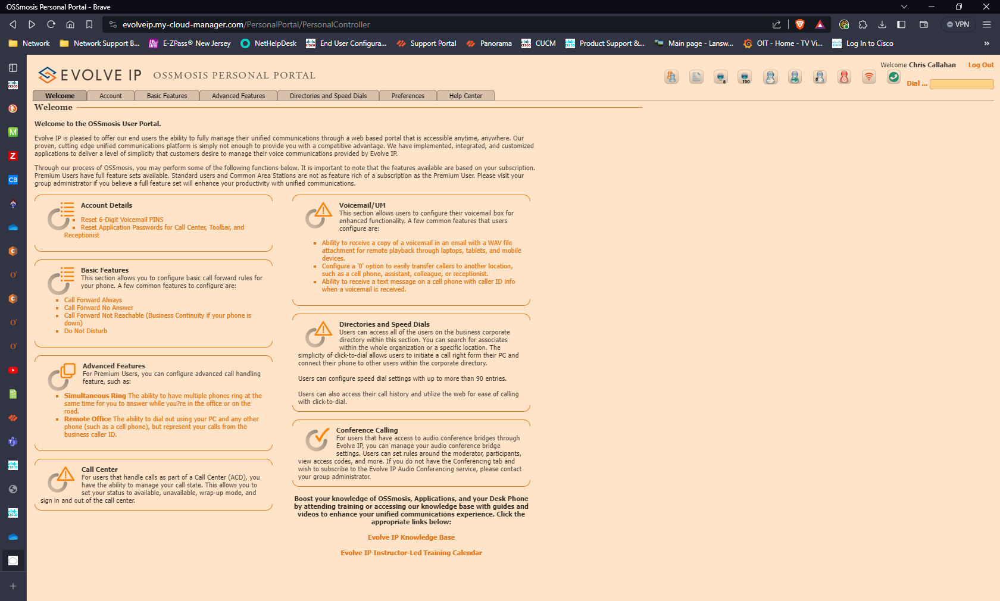 OSSmosis Personal Portal - Brave
evolveip.my-cloud-manager.com/PersonalPortal/PersonalController
VPN
Network
Network Support B...
E-ZPass® New Jersey
NetHelpDesk
End User Configura...
Support Portal
Panorama
CUCM
Product Support &...
Main page - Lansw...
OIT - Home - TV Vi...
Log In to Cisco
»
EVOLVE IP
OSSMOSIS PERSONAL PORTAL
Welcome Chris Callahan
Log Out
8
100
8
Dial ...
Welcome
Account
Basic Features
Advanced Features
Directories and Speed Dials
Preferences
Help Center
Welcome
Welcome to the OSSmosis User Portal.
Evolve IP is pleased to offer our end users the ability to fully manage their unified communications through a web based portal that is accessible anytime, anywhere. Our
proven, cutting edge unified communications platform is simply not enough to provide you with a competitive advantage. We have implemented, integrated, and customized
applications to deliver a level of simplicity that customers desire to manage their voice communications provided by Evolve IP.
Through our process of OSSmosis, you may perform some of the following functions below. It is important to note that the features available are based on your subscription.
Premium Users have full feature sets available. Standard users and Common Area Stations are not as feature rich of a subscription as the Premium User. Please visit your
group administrator if you believe a full feature set will enhance your productivity with unified communications.
Account Details
Reset 6-Digit Voicemail PINS
Reset Application Passwords for Call Center, Toolbar, and
Receptionist
Basic Features
This section allows you to configure basic call forward rules for
your phone. A few common features to configure are:
Call Forward Always
Call Forward No Answer
Call Forward Not Reachable (Business Continuity if your phone is
down)
Do Not Disturb
Advanced Features
For Premium Users, you can configure advanced call handling
feature, such as:
Simultaneous Ring The ability to have multiple phones ring at the
same time for you to answer while you?re in the office or on the
road.
Remote Office The ability to dial out using your PC and any other
phone (such as a cell phone), but represent your calls from the
business caller ID.
Call Center
For users that handle calls as part of a Call Center (ACD), you
have the ability to manage your call state. This allows you to
set your status to available, unavailable, wrap-up mode, and
sign in and out of the call center.
Voicemail/UM
This section allows users to configure their voicemail box for
enhanced functionality. A few common features that users
configure are:
Ability to receive a copy of a voicemail in an email with a WAV file
attachment for remote playback through laptops, tablets, and mobile
devices.
Configure a '0' option to easily transfer callers to another location,
such as a cell phone, assistant, colleague, or receptionist.
Ability to receive a text message on a cell phone with caller ID info
when a voicemail is received.
Directories and Speed Dials
Users can access all of the users on the business corporate
directory within this section. You can search for associates
within the whole organization or a specific location. The
simplicity of click-to-dial allows users to initiate a call right form their PC and
connect their phone to other users within the corporate directory.
Users can configure speed dial settings with up to more than 90 entries.
Users can also access their call history and utilize the web for ease of calling
with click-to-dial.
Conference Calling
For users that have access to audio conference bridges through
Evolve IP, you can manage your audio conference bridge
settings. Users can set rules around the moderator, participants,
view access codes, and more. If you do not have the Conferencing tab and
wish to subscribe to the Evolve IP Audio Conferencing service, please contact
your group administrator.
Boost your knowledge of OSSmosis, Applications, and your Desk Phone
by attending training or accessing our knowledge base with guides and
videos to enhance your unified communications experience. Click the
appropriate links below:
Evolve IP Knowledge Base
Evolve IP Instructor-Led Training Calendar